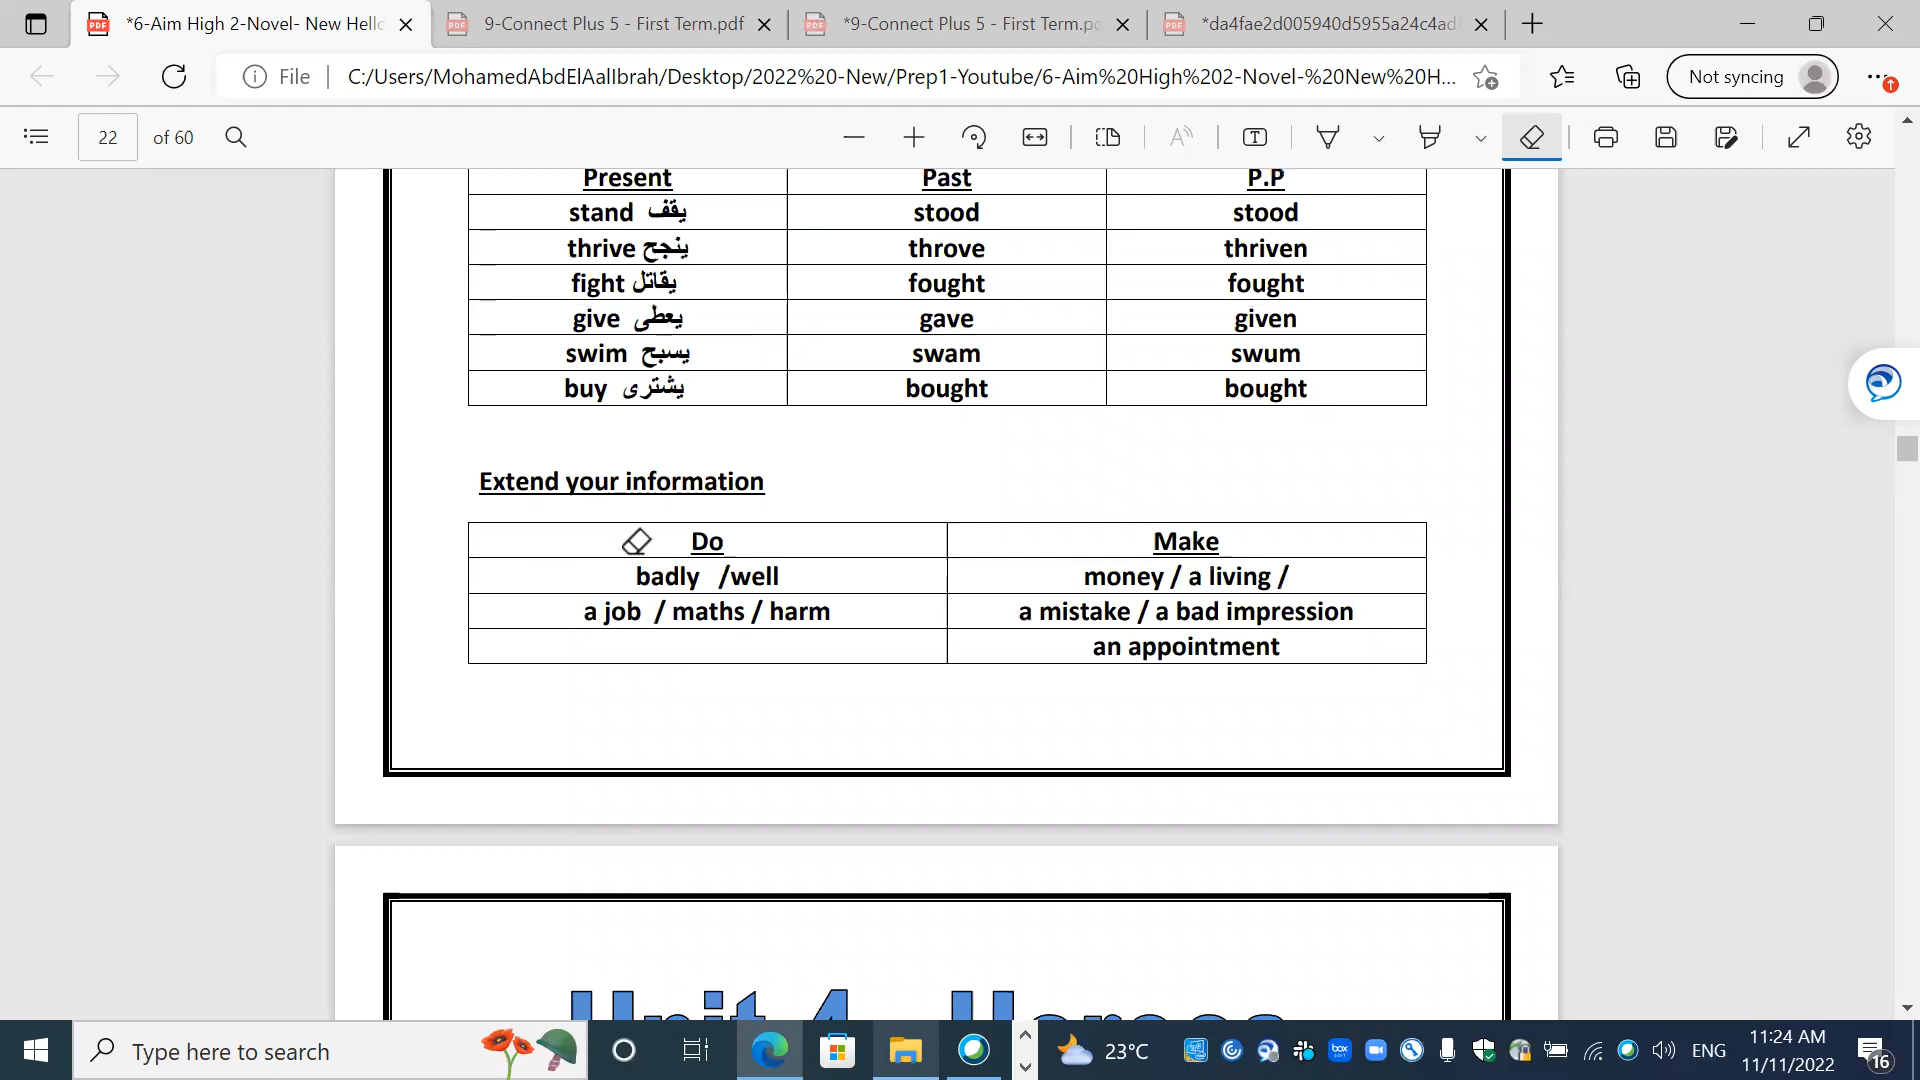 *6-Aim High 2-Novel- New Hello
9-Connect Plus 5 - First Term.pdf
*9-Connect Plus 5 - First Term.pd
*da4fae2d005940d5955a24c4ad
File
C:/Users/MohamedAbdElAalIbrah/Desktop/2022%20-New/Prep1-Youtube/6-Aim%20High%202-Novel-%20New%20H...
Not syncing
22 of 60
Present Past P.P
stand يقف stood stood
thrive ينجح throve thriven
fight يقاتل fought fought
give يعطى gave given
swim يسبح swam swum
buy يشترى bought bought
Extend your information
Do Make
badly /well money / a living /
a job / maths / harm a mistake / a bad impression
an appointment
Unit 4
Type here to search
23°C
ENG
11:24 AM
11/11/2022
16